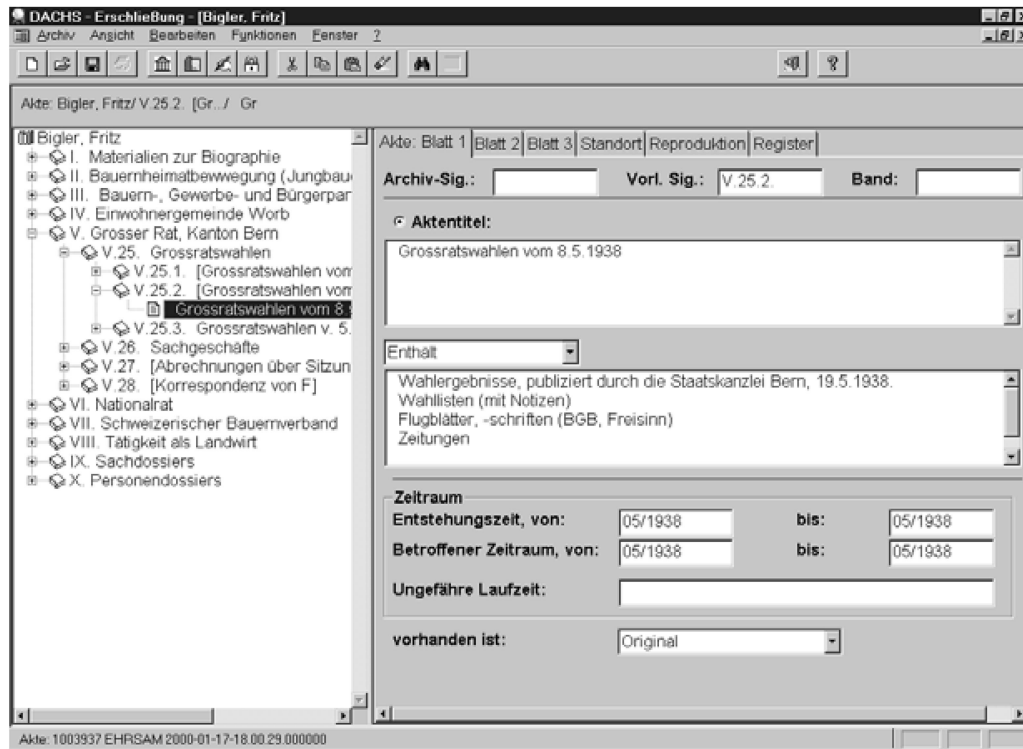 DACHS - Erschließung - [Bigler, Fritz]
Archiv Ansicht Bearbeiten Funktionen Fenster ?
Akte: Bigler, Fritz/ V.25.2. [Gr../ Gr
Bigler, Fritz
I. Materialien zur Biographie
II. Bauernheimatbewwegung (Jungbau
III. Bauern-, Gewerbe- und Bürgerpar
IV. Einwohnergemeinde Worb
V. Grosser Rat, Kanton Bern
V.25. Grossratswahlen
V.25.1. [Grossratswahlen vom
V.25.2. [Grossratswahlen vom
Grossratswahlen vom 8.
V.25.3. Grossratswahlen v. 5.
V.26. Sachgeschäfte
V.27. [Abrechnungen über Sitzun
V.28. [Korrespondenz von F]
VI. Nationalrat
VII. Schweizerischer Bauernverband
VIII. Tätigkeit als Landwirt
IX. Sachdossiers
X. Personendossiers
Akte: Blatt 1 Blatt 2 Blatt 3 Standort Reproduktion Register
Archiv-Sig.: Vorl. Sig.: V.25.2. Band:
Aktentitel:
Grossratswahlen vom 8.5.1938
Enthält
Wahlergebnisse, publiziert durch die Staatskanzlei Bern, 19.5.1938.
Wahllisten (mit Notizen)
Flugblätter, -schriften (BGB, Freisinn)
Zeitungen
Zeitraum
Entstehungszeit, von: 05/1938 bis: 05/1938
Betroffener Zeitraum, von: 05/1938 bis: 05/1938
Ungefähre Laufzeit:
vorhanden ist: Original
Akte: 1003937 EHRSAM 2000-01-17-18.00.29.000000